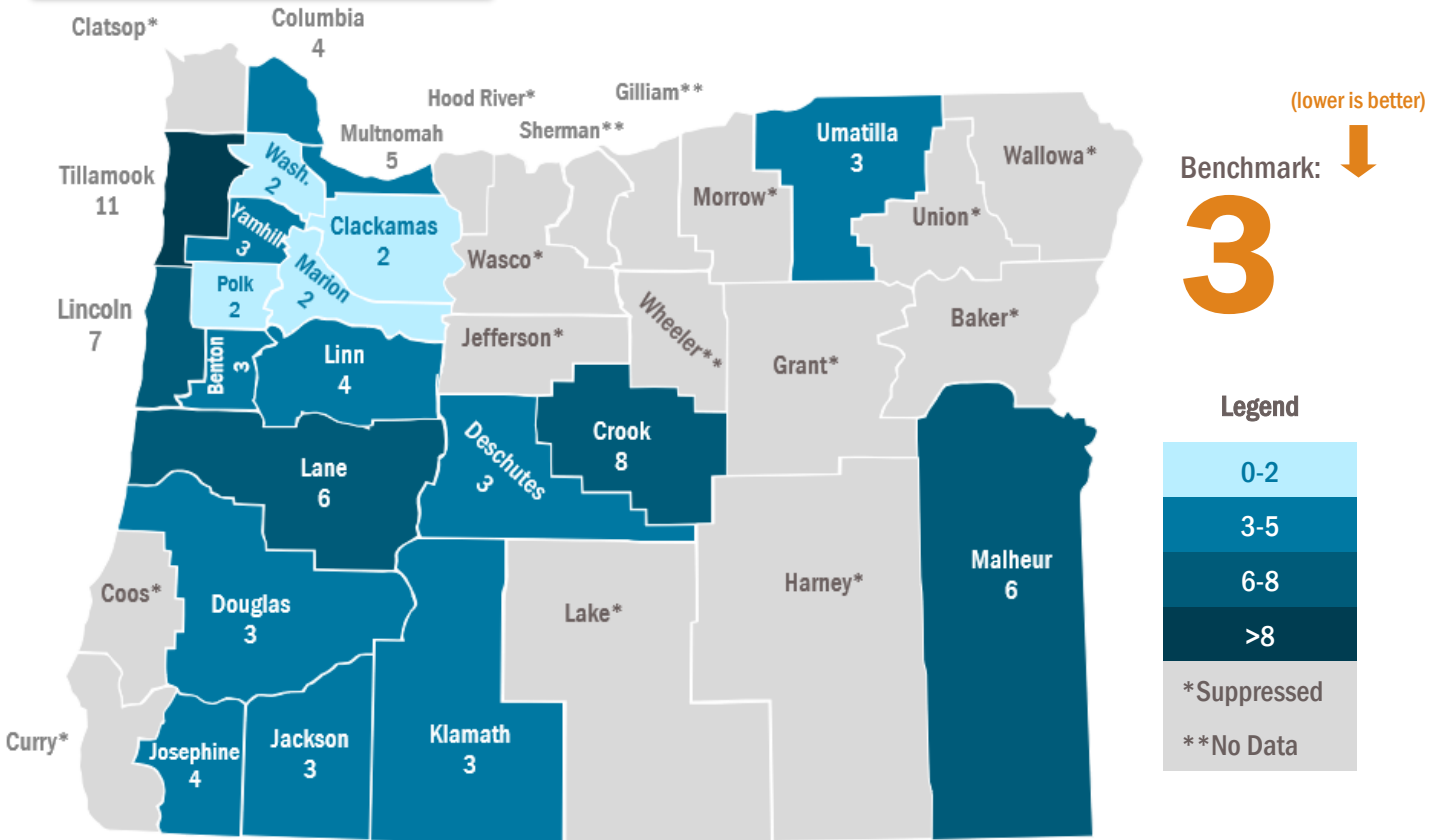 Clatsop*
Columbia
4
Hood River*
Gilliam**
Sherman**
Multnomah
5
Tillamook
11
Wash.
2
Umatilla
3
Wallowa*
Morrow*
Union*
Yamhill
3
Clackamas
2
Wasco*
Marion
2
Polk
2
Lincoln
7
Wheeler**
Baker*
Jefferson*
Grant*
Benton
3
Linn
4
Crook
8
Deschutes
3
Lane
6
Malheur
6
Harney*
Coos*
Douglas
3
Lake*
Curry*
Josephine
4
Jackson
3
Klamath
3
(lower is better)
Benchmark:
3
Legend
0-2
3-5
6-8
>8
*Suppressed
**No Data